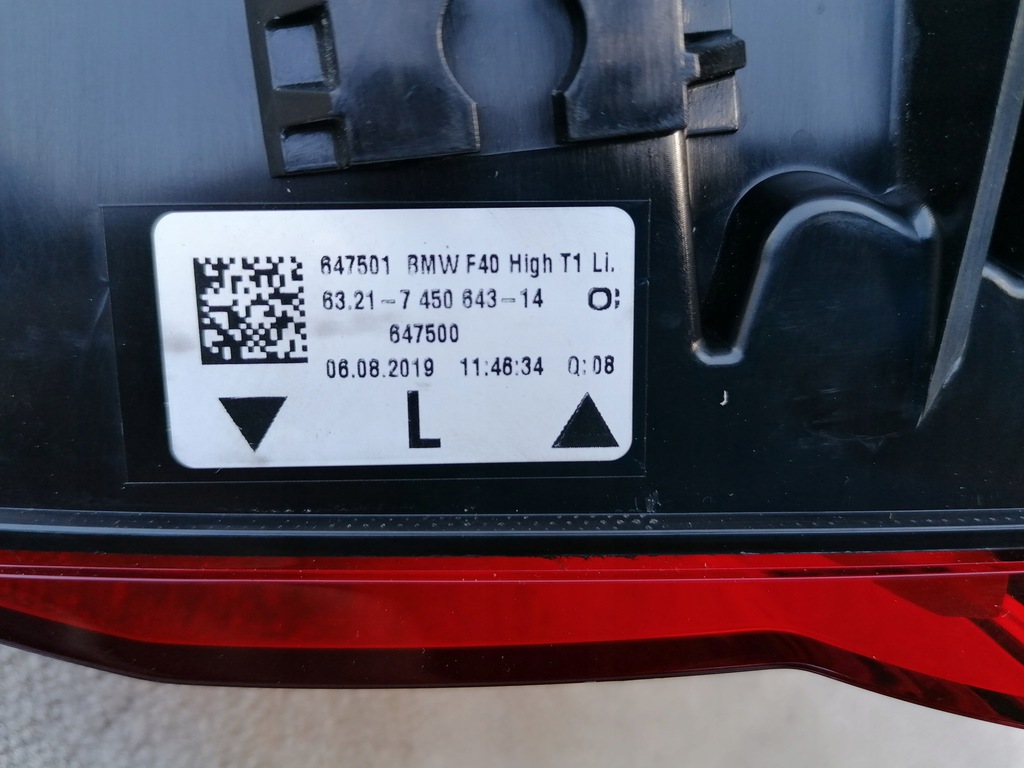 647501 BMW F40 High T1 Li.
63.21-7 450 643-14
647500
06.08.2019 11:46:34 Q:08
L